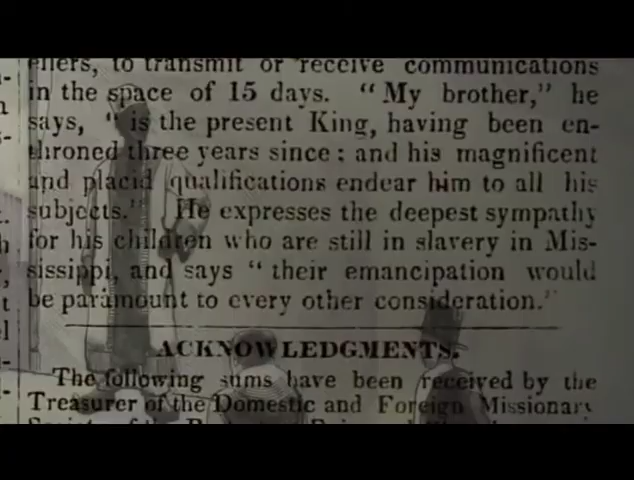 ellers, to transmit or receive communications
in the space of 15 days. "My brother," he
says, "is the present King, having been en-
throned three years since; and his magnificent
and placid qualifications endear him to all his
subjects." He expresses the deepest sympathy
for his children who are still in slavery in Mis-
sissippi, and says "their emancipation would
be paramount to every other consideration."
ACKNOWLEDGMENTS.
The following sums have been received by the
Treasurer of the Domestic and Foreign Missionary